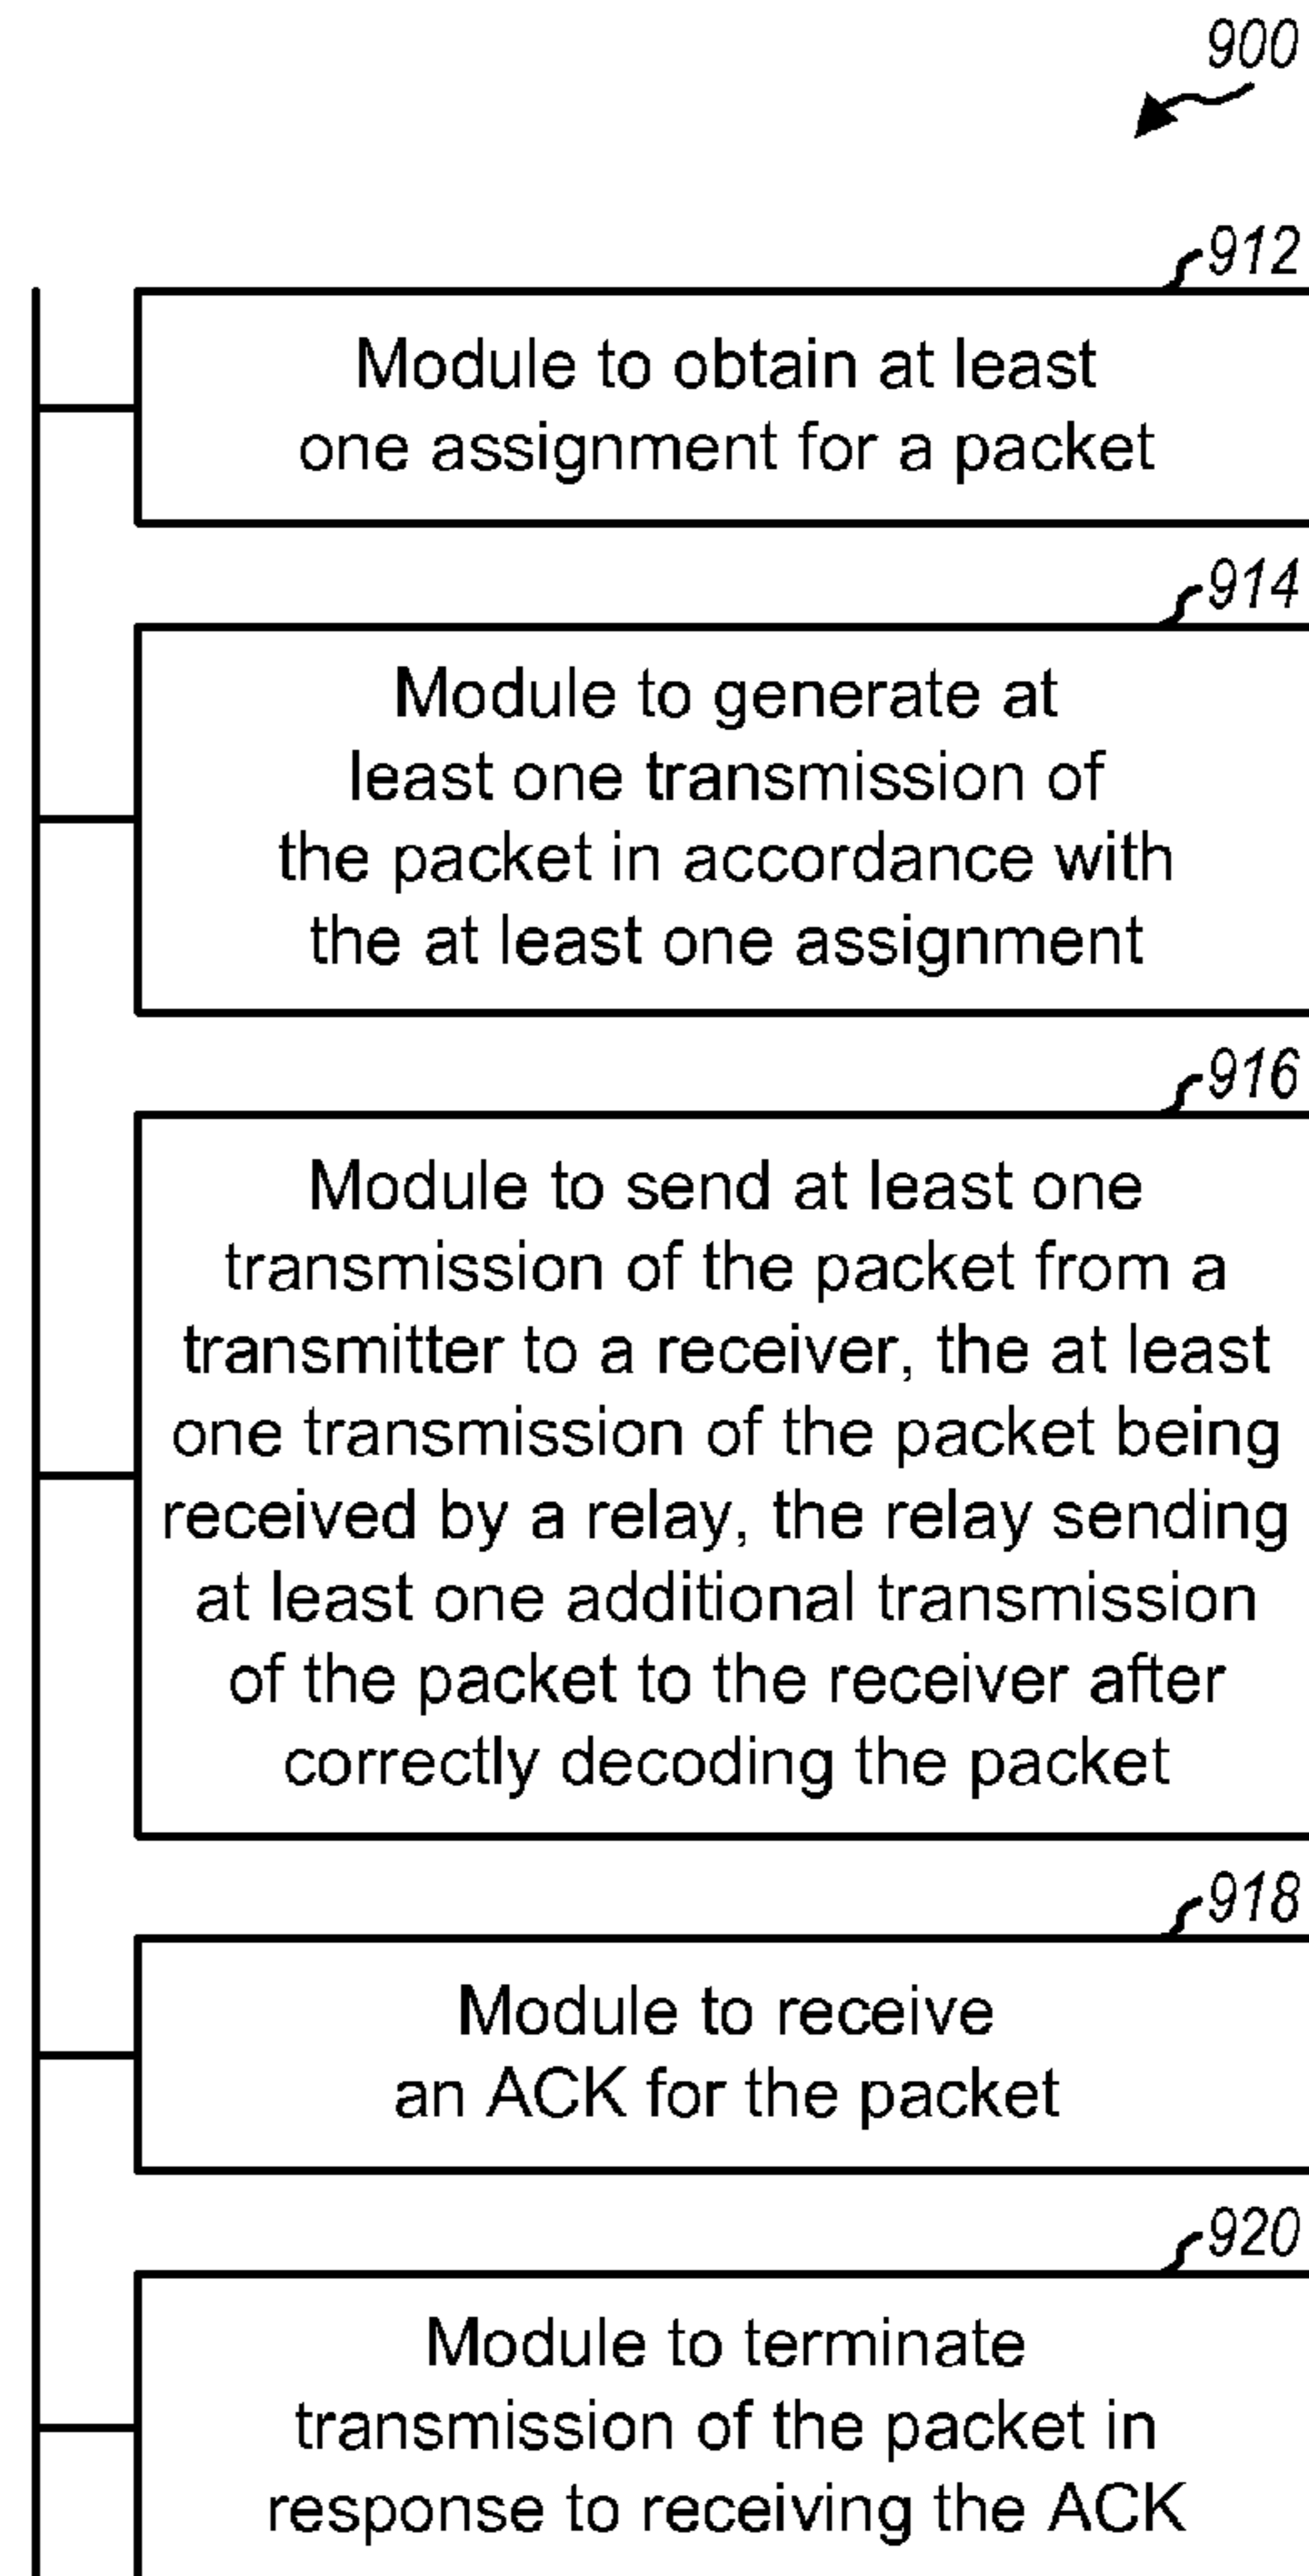 900
912
Module to obtain at least
one assignment for a packet
914
Module to generate at
least one transmission of
the packet in accordance with
the at least one assignment
916
Module to send at least one
transmission of the packet from a
transmitter to a receiver, the at least
one transmission of the packet being
received by a relay, the relay sending
at least one additional transmission
of the packet to the receiver after
correctly decoding the packet
918
Module to receive
an ACK for the packet
920
Module to terminate
transmission of the packet in
response to receiving the ACK